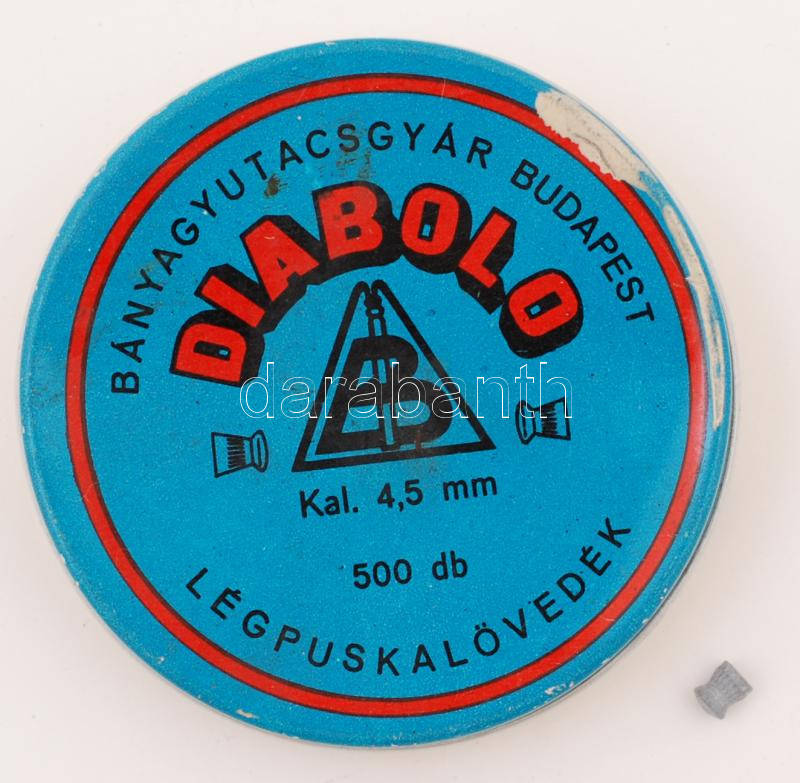 BÁNYAGYUTACSGYÁR BUDAPEST
DIABOLO
B
darabanth
Kal. 4,5 mm
500 db
LÉGPUSKALÖVEDÉK